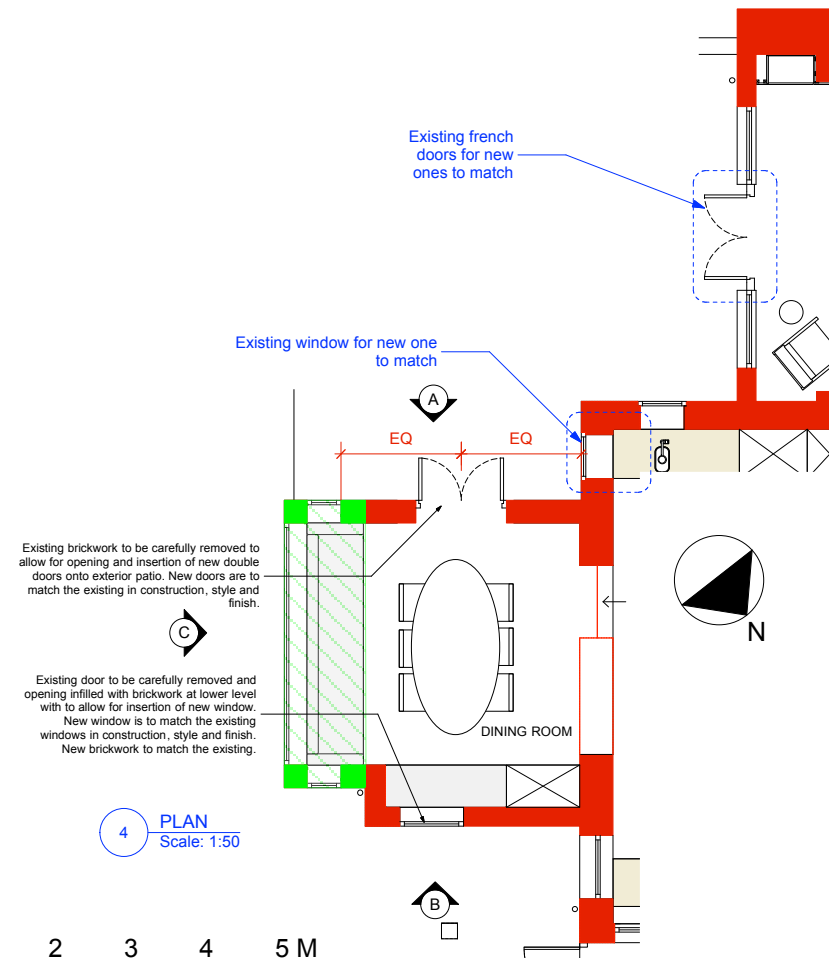 Existing french
doors for new
ones to match
Existing window for new one
to match
A
EQ
EQ
Existing brickwork to be carefully removed to
allow for opening and insertion of new double
doors onto exterior patio. New doors are to
match the existing in construction, style and
finish.
C
N
Existing door to be carefully removed and
opening infilled with brickwork at lower level
with to allow for insertion of new window.
New window is to match the existing
windows in construction, style and finish.
New brickwork to match the existing.
DINING ROOM
4
PLAN
Scale: 1:50
B
2 3 4 5 M